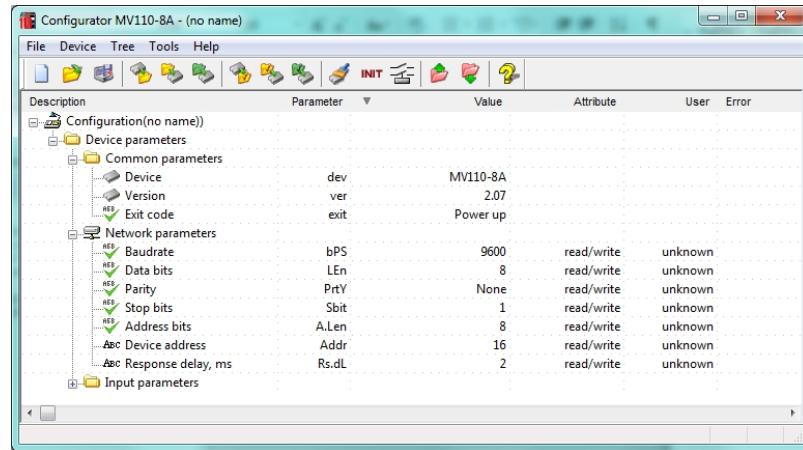 Configurator MV110-8A - (no name)
File Device Tree Tools Help
INIT
Description Parameter Value Attribute User Error
Configuration(no name))
Device parameters
Common parameters
Device dev MV110-8A
Version ver 2.07
Exit code exit Power up
Network parameters
Baudrate bPS 9600 read/write unknown
Data bits LEn 8 read/write unknown
Parity PrtY None read/write unknown
Stop bits Sbit 1 read/write unknown
Address bits A.Len 8 read/write unknown
ABC Device address Addr 16 read/write unknown
ABC Response delay, ms Rs.dL 2 read/write unknown
Input parameters